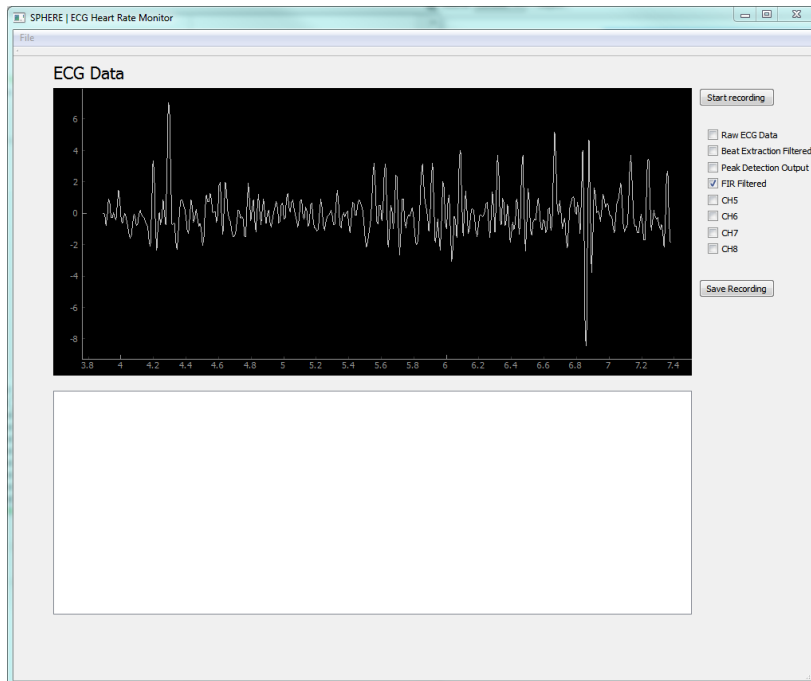 SPHERE | ECG Heart Rate Monitor
File
ECG Data
Start recording
Raw ECG Data
Beat Extraction Filtered
Peak Detection Output
FIR Filtered
CH5
CH6
CH7
CH8
Save Recording
6
4
2
0
-2
-4
-6
-8
3.8 4 4.2 4.4 4.6 4.8 5 5.2 5.4 5.6 5.8 6 6.2 6.4 6.6 6.8 7 7.2 7.4